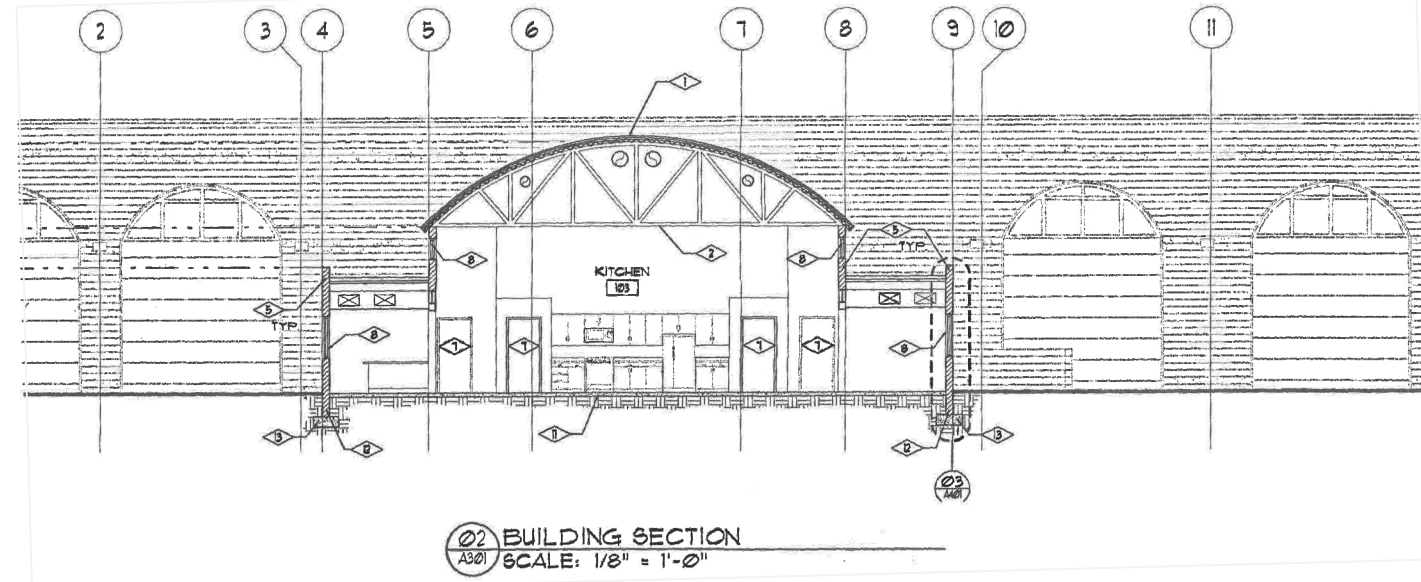 2 3 4 5 6 7 8 9 10 11
1
2
8
8
5
TYP.
KITCHEN
103
5
TYP.
8
8
7
7
7
7
13
12
11
12
13
03
A401
02 BUILDING SECTION
A301 SCALE: 1/8" = 1'-0"